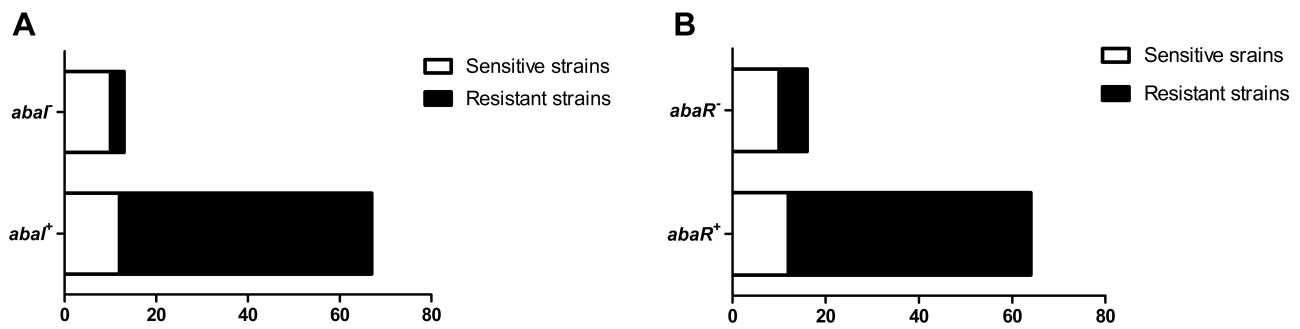 A
Sensitive strains
Resistant strains
abaI-
abaI+
0 20 40 60 80
B
Sensitive srains
Resistant strains
abaR-
abaR+
0 20 40 60 80